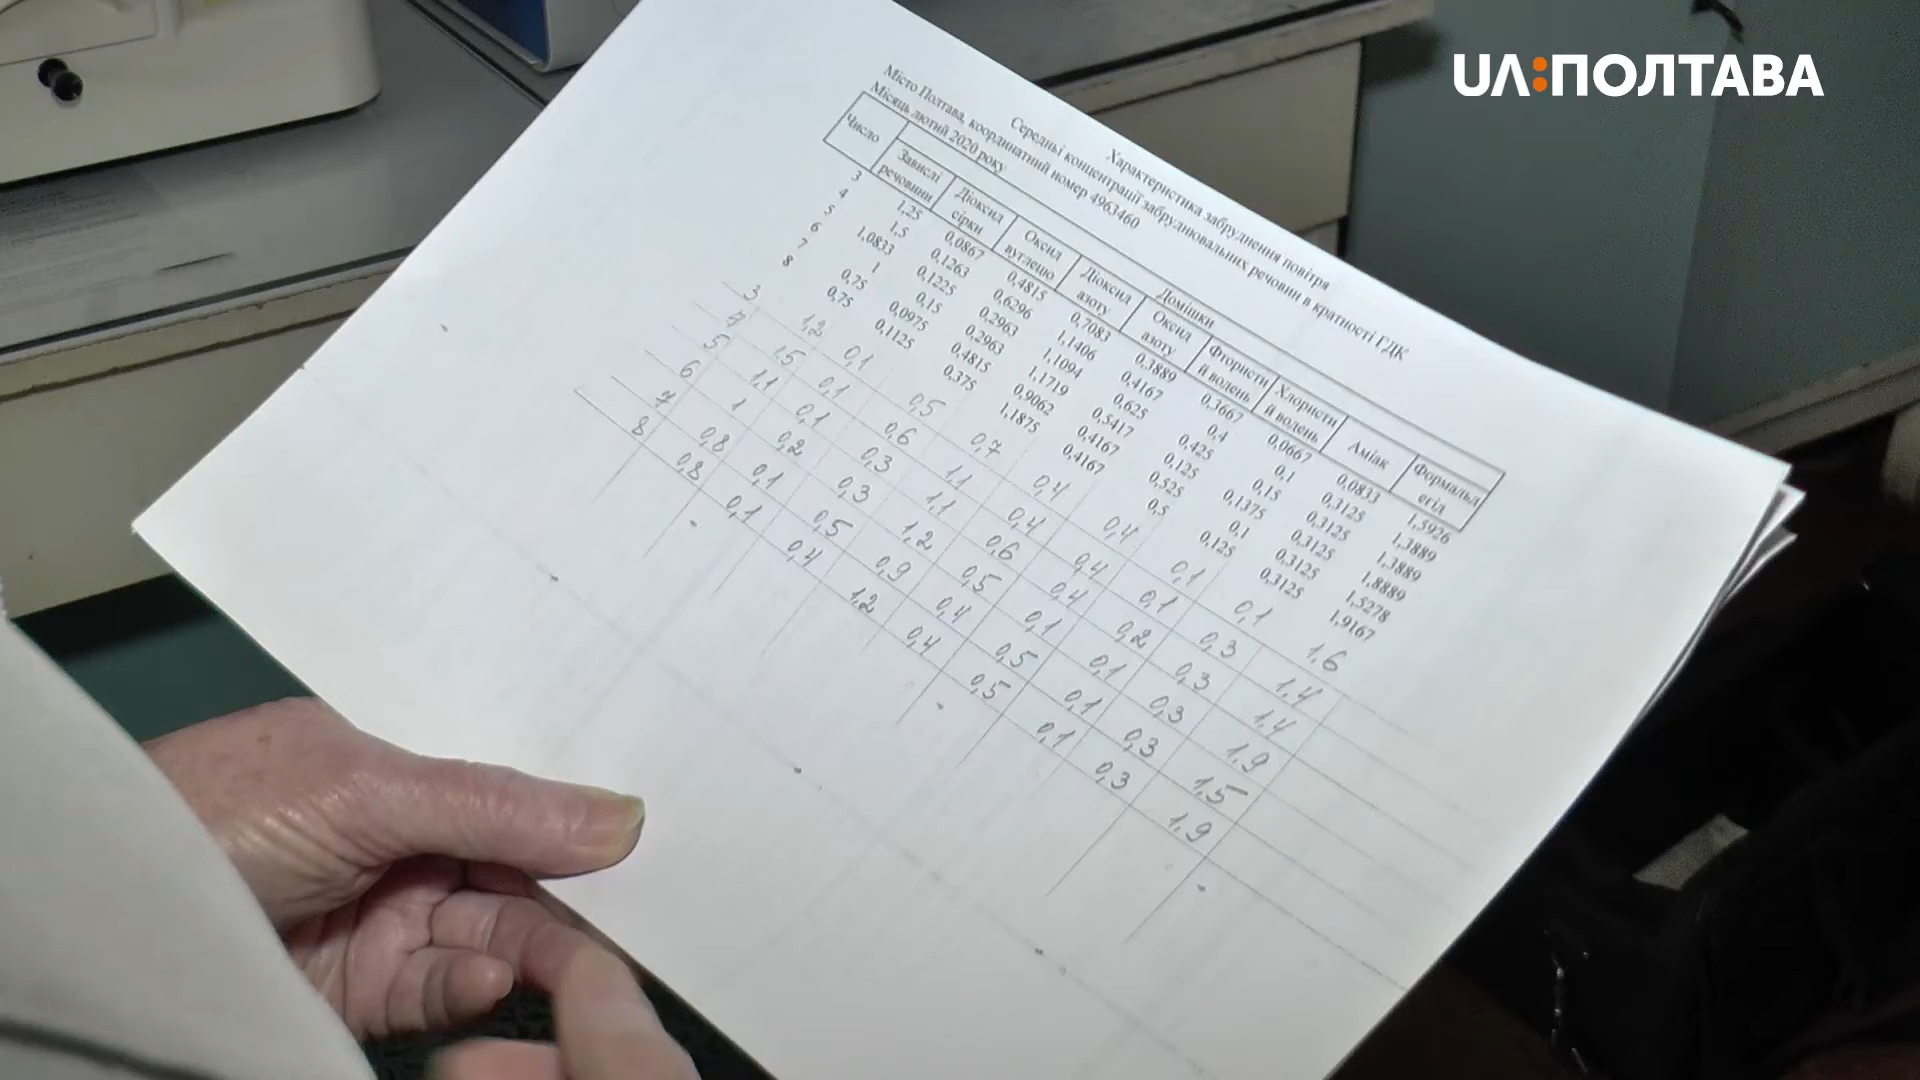 UA:ПОЛТАВА
Характеристика забруднення повітря
Середні концентрації забруднювальних речовин в кратності ГДК
Місто Полтава, координатний номер 4963460
Місяць лютий 2020 року
Число Домішки
Завислі Діоксид Оксид Діоксид Оксид Фтористи Хлористи Аміак Формальд
речовини сірки вуглецю азоту азоту й водень й водень егід
3 1,25 0,0867 0,4815 0,7083 0,3889 0,3667 0,0667 0,0833 1,5926
4 1,5 0,1263 0,6296 1,1406 0,4167 0,4 0,1 0,3125 1,3889
5 1,0833 0,1225 0,2963 1,1094 0,625 0,425 0,15 0,3125 1,3889
6 1 0,15 0,2963 1,1719 0,5417 0,125 0,1375 0,3125 1,8889
7 0,75 0,0975 0,4815 0,9062 0,4167 0,525 0,1 0,3125 1,5278
8 0,75 0,1125 0,375 1,1875 0,4167 0,5 0,125 0,3125 1,9167
3 1,2 0,1 0,5 0,7 0,4 0,4 0,1 0,1 1,6
4 1,5 0,1 0,6 1,1 0,4 0,4 0,1 0,3 1,4
5 1,1 0,1 0,3 1,1 0,6 0,4 0,2 0,3 1,4
6 1 0,2 0,3 1,2 0,5 0,1 0,1 0,3 1,9
7 0,8 0,1 0,5 0,9 0,4 0,5 0,1 0,3 1,5
8 0,8 0,1 0,4 1,2 0,4 0,5 0,1 0,3 1,9